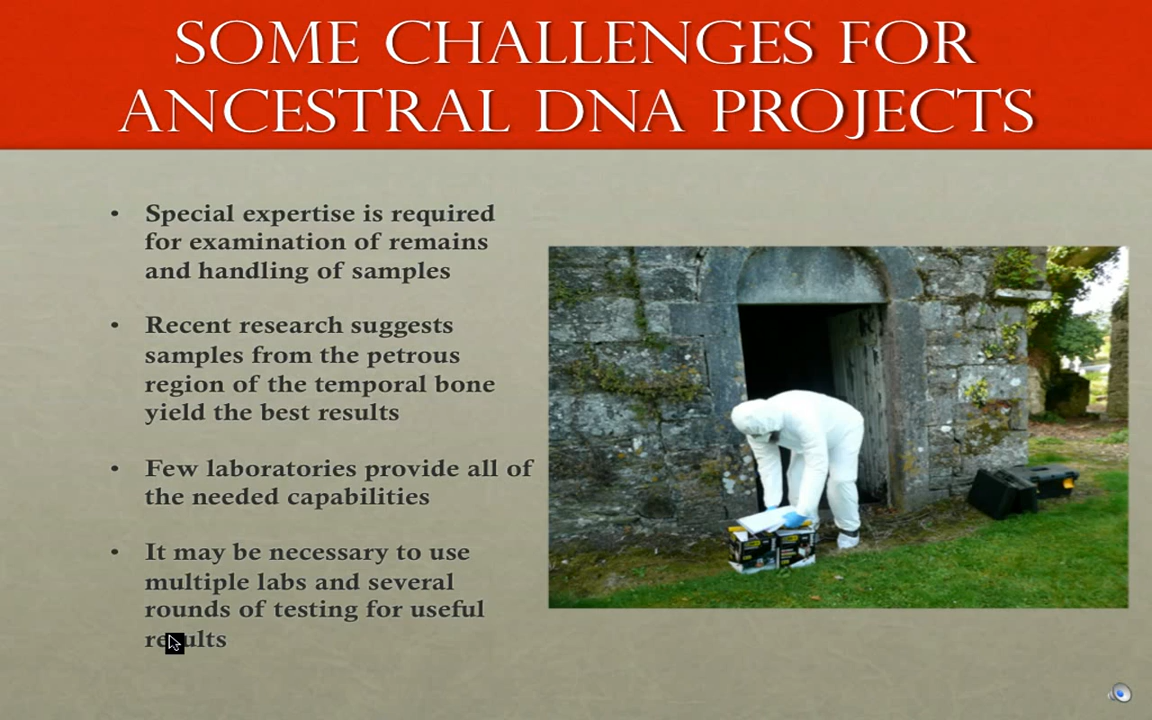 SOME CHALLENGES FOR
ANCESTRAL DNA PROJECTS
• Special expertise is required
for examination of remains
and handling of samples
• Recent research suggests
samples from the petrous
region of the temporal bone
yield the best results
• Few laboratories provide all of
the needed capabilities
• It may be necessary to use
multiple labs and several
rounds of testing for useful
results